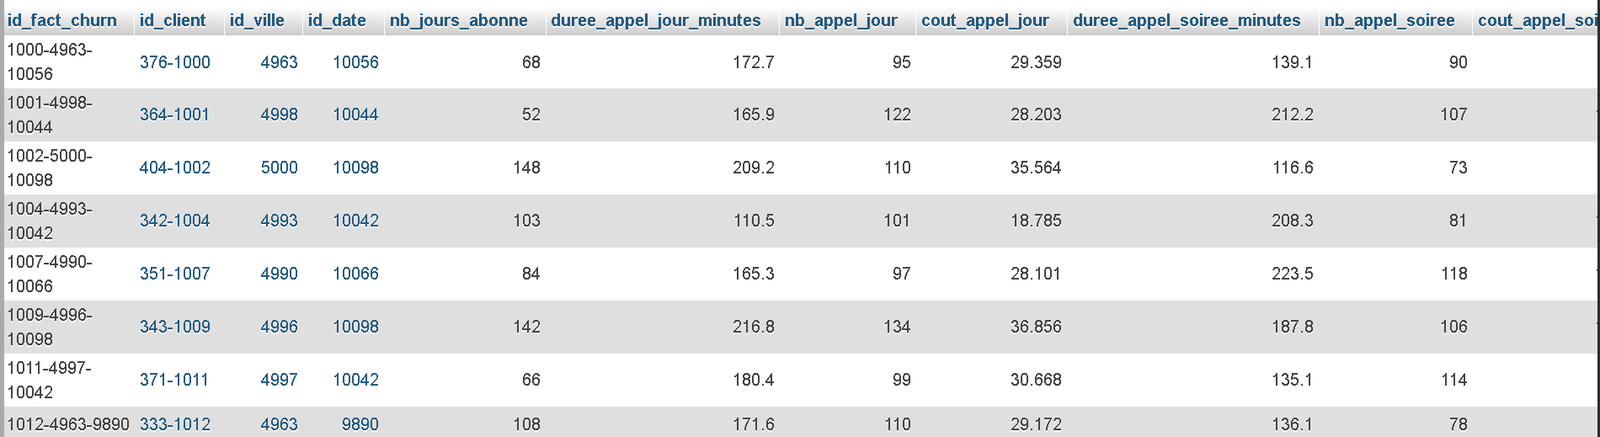 id_fact_churn id_client id_ville id_date nb_jours_abonne duree_appel_jour_minutes nb_appel_jour cout_appel_jour duree_appel_soiree_minutes nb_appel_soiree cout_appel_soi
1000-4963-
10056 376-1000 4963 10056 68 172.7 95 29.359 139.1 90
1001-4998-
10044 364-1001 4998 10044 52 165.9 122 28.203 212.2 107
1002-5000-
10098 404-1002 5000 10098 148 209.2 110 35.564 116.6 73
1004-4993-
10042 342-1004 4993 10042 103 110.5 101 18.785 208.3 81
1007-4990-
10066 351-1007 4990 10066 84 165.3 97 28.101 223.5 118
1009-4996-
10098 343-1009 4996 10098 142 216.8 134 36.856 187.8 106
1011-4997-
10042 371-1011 4997 10042 66 180.4 99 30.668 135.1 114
1012-4963-9890 333-1012 4963 9890 108 171.6 110 29.172 136.1 78